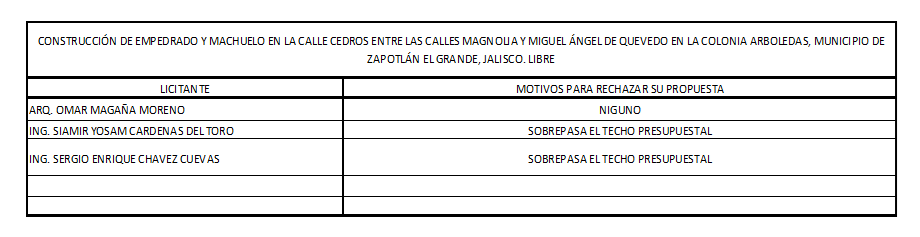 CONSTRUCCIÓN DE EMPEDRADO Y MACHUELO EN LA CALLE CEDROS ENTRE LAS CALLES MAGNOLIA Y MIGUEL ÁNGEL DE QUEVEDO EN LA COLONIA ARBOLEDAS, MUNICIPIO DE
ZAPOTLÁN EL GRANDE, JALISCO. LIBRE
LICITANTE MOTIVOS PARA RECHAZAR SU PROPUESTA
ARQ. OMAR MAGAÑA MORENO NIGUNO
ING. SIAMIR YOSAM CARDENAS DEL TORO SOBREPASA EL TECHO PRESUPUESTAL
ING. SERGIO ENRIQUE CHAVEZ CUEVAS SOBREPASA EL TECHO PRESUPUESTAL